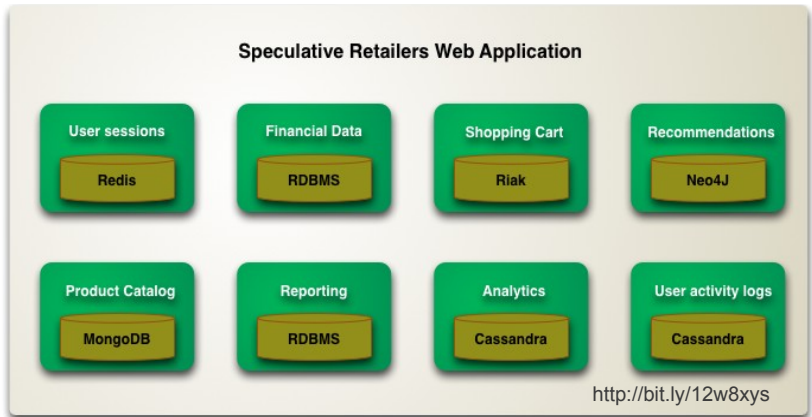 Speculative Retailers Web Application
User sessions
Redis
Financial Data
RDBMS
Shopping Cart
Riak
Recommendations
Neo4J
Product Catalog
MongoDB
Reporting
RDBMS
Analytics
Cassandra
User activity logs
Cassandra
http://bit.ly/12w8xys